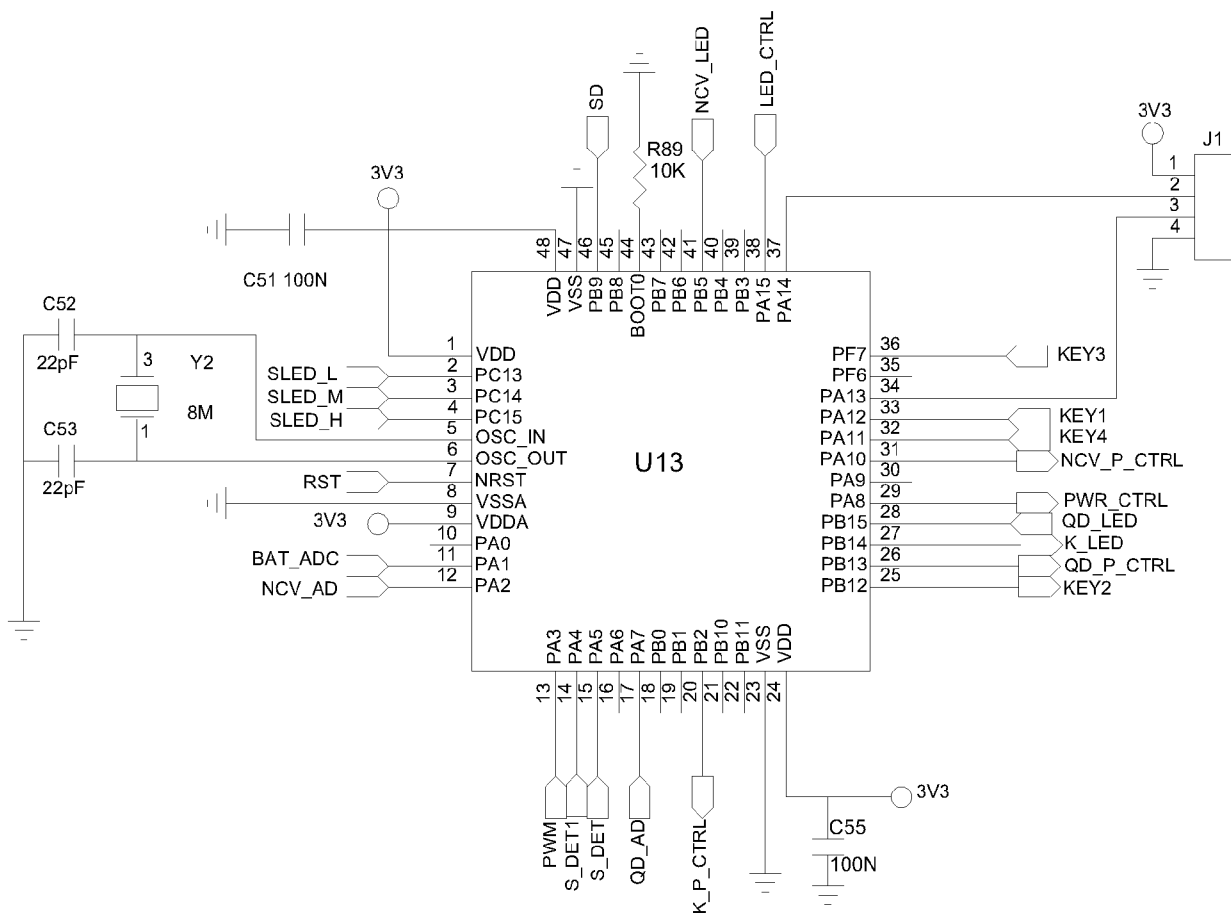 SD
NCV_LED
LED_CTRL
3V3
J1
R89
10K
3V3
1
2
3
4
C51 100N
48
47
46
45
44
43
42
41
40
39
38
37
VDD
VSS
PB9
PB8
BOOT0
PB7
PB6
PB5
PB4
PB3
PA15
PA14
C52
22pF
3
Y2
8M
1
C53
22pF
SLED_L
SLED_M
SLED_H
RST
3V3
BAT_ADC
NCV_AD
1 VDD
2 PC13
3 PC14
4 PC15
5 OSC_IN
6 OSC_OUT
7 NRST
8 VSSA
9 VDDA
10 PA0
11 PA1
12 PA2
U13
PF7 36 KEY3
PF6 35
PA13 34
PA12 33 KEY1
PA11 32 KEY4
PA10 31 NCV_P_CTRL
PA9 30
PA8 29 PWR_CTRL
PB15 28 QD_LED
PB14 27 K_LED
PB13 26 QD_P_CTRL
PB12 25 KEY2
PA3
PA4
PA5
PA6
PA7
PB0
PB1
PB2
PB10
PB11
VSS
VDD
13
14
15
16
17
18
19
20
21
22
23
24
PWM
S_DET1
S_DET
QD_AD
K_P_CTRL
3V3
C55
100N